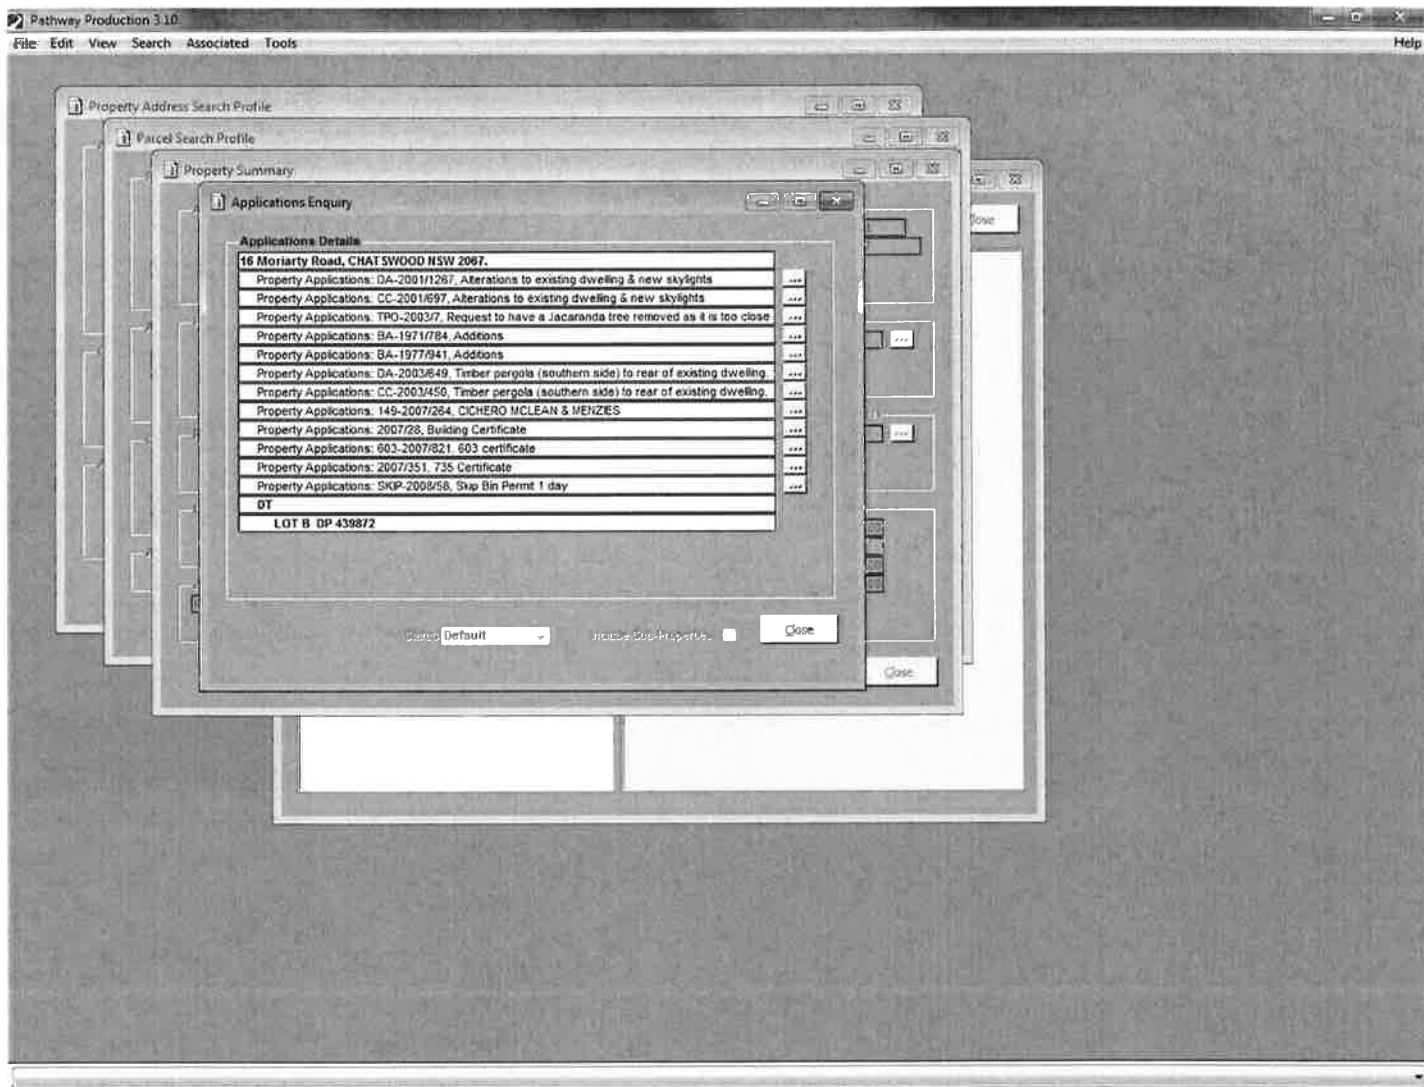 Pathway Production 3.10.
File Edit View Search Associated Tools Help
Property Address Search Profile
Parcel Search Profile
Property Summary
Applications Enquiry
Close
Applications Details
16 Moriarty Road, CHATSWOOD NSW 2067.
Property Applications: DA-2001/1267, Alterations to existing dwelling & new skylights
Property Applications: CC-2001/697, Alterations to existing dwelling & new skylights
Property Applications: TPO-2003/7, Request to have a Jacaranda tree removed as it is too close
Property Applications: BA-1971/784, Additions
Property Applications: BA-1977/941, Additions
Property Applications: DA-2003/649, Timber pergola (southern side) to rear of existing dwelling.
Property Applications: CC-2003/450, Timber pergola (southern side) to rear of existing dwelling.
Property Applications: 149-2007/264, CICHERO MCLEAN & MENZIES
Property Applications: 2007/28, Building Certificate
Property Applications: 603-2007/821, 603 certificate
Property Applications: 2007/351, 735 Certificate
Property Applications: SKIP-2008/58, Skip Bin Permit 1 day
DT
LOT B DP 439872
Status Default Include Sub-Properties Close
Close